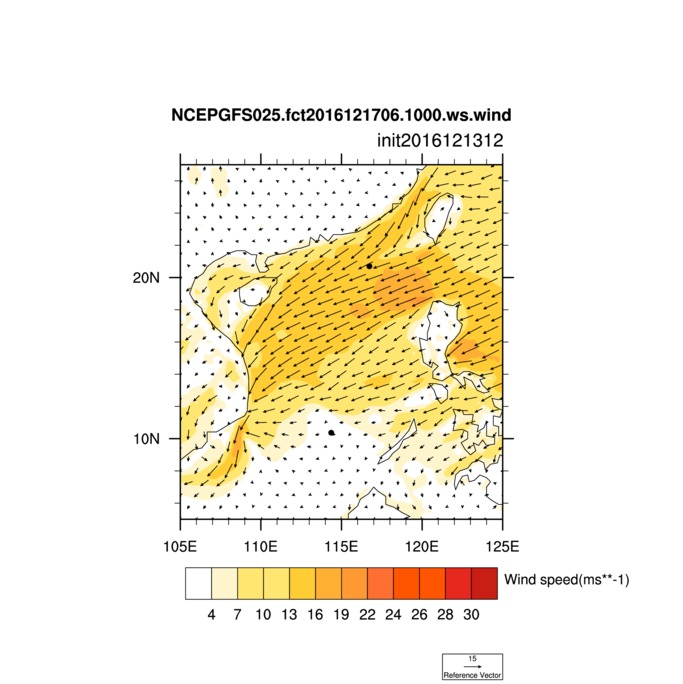 NCEPGFS025.fct2016121706.1000.ws.wind
init2016121312
20N
10N
105E 110E 115E 120E 125E
Wind speed(ms**-1)
4 7 10 13 16 19 22 24 26 28 30
15
Reference Vector